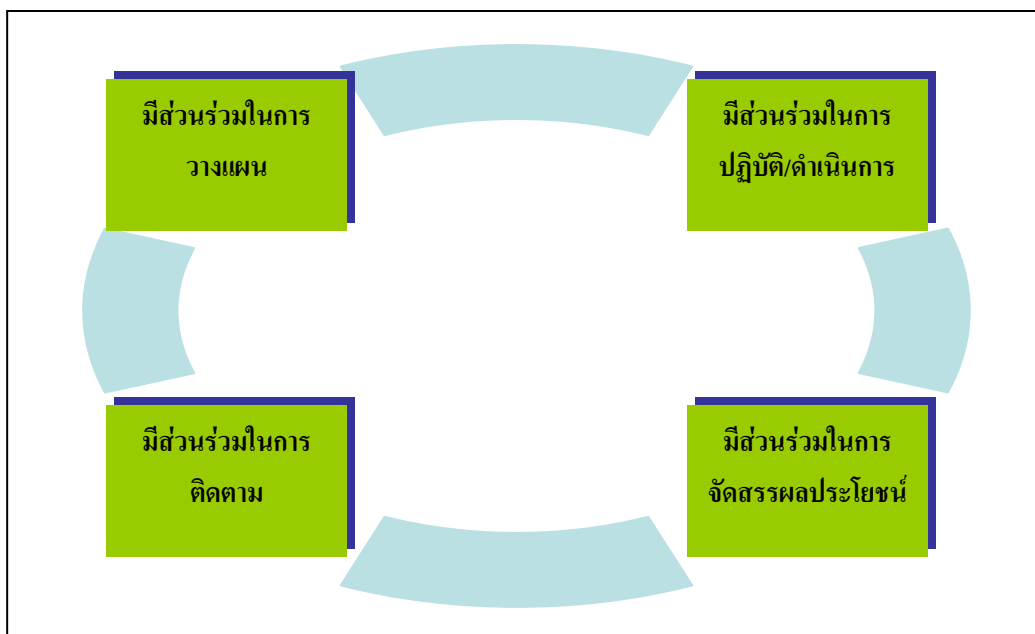 มีส่วนร่วมในการ
วางแผน
มีส่วนร่วมในการ
ปฏิบัติ/ดำเนินการ
มีส่วนร่วมในการ
ติดตาม
มีส่วนร่วมในการ
จัดสรรผลประโยชน์